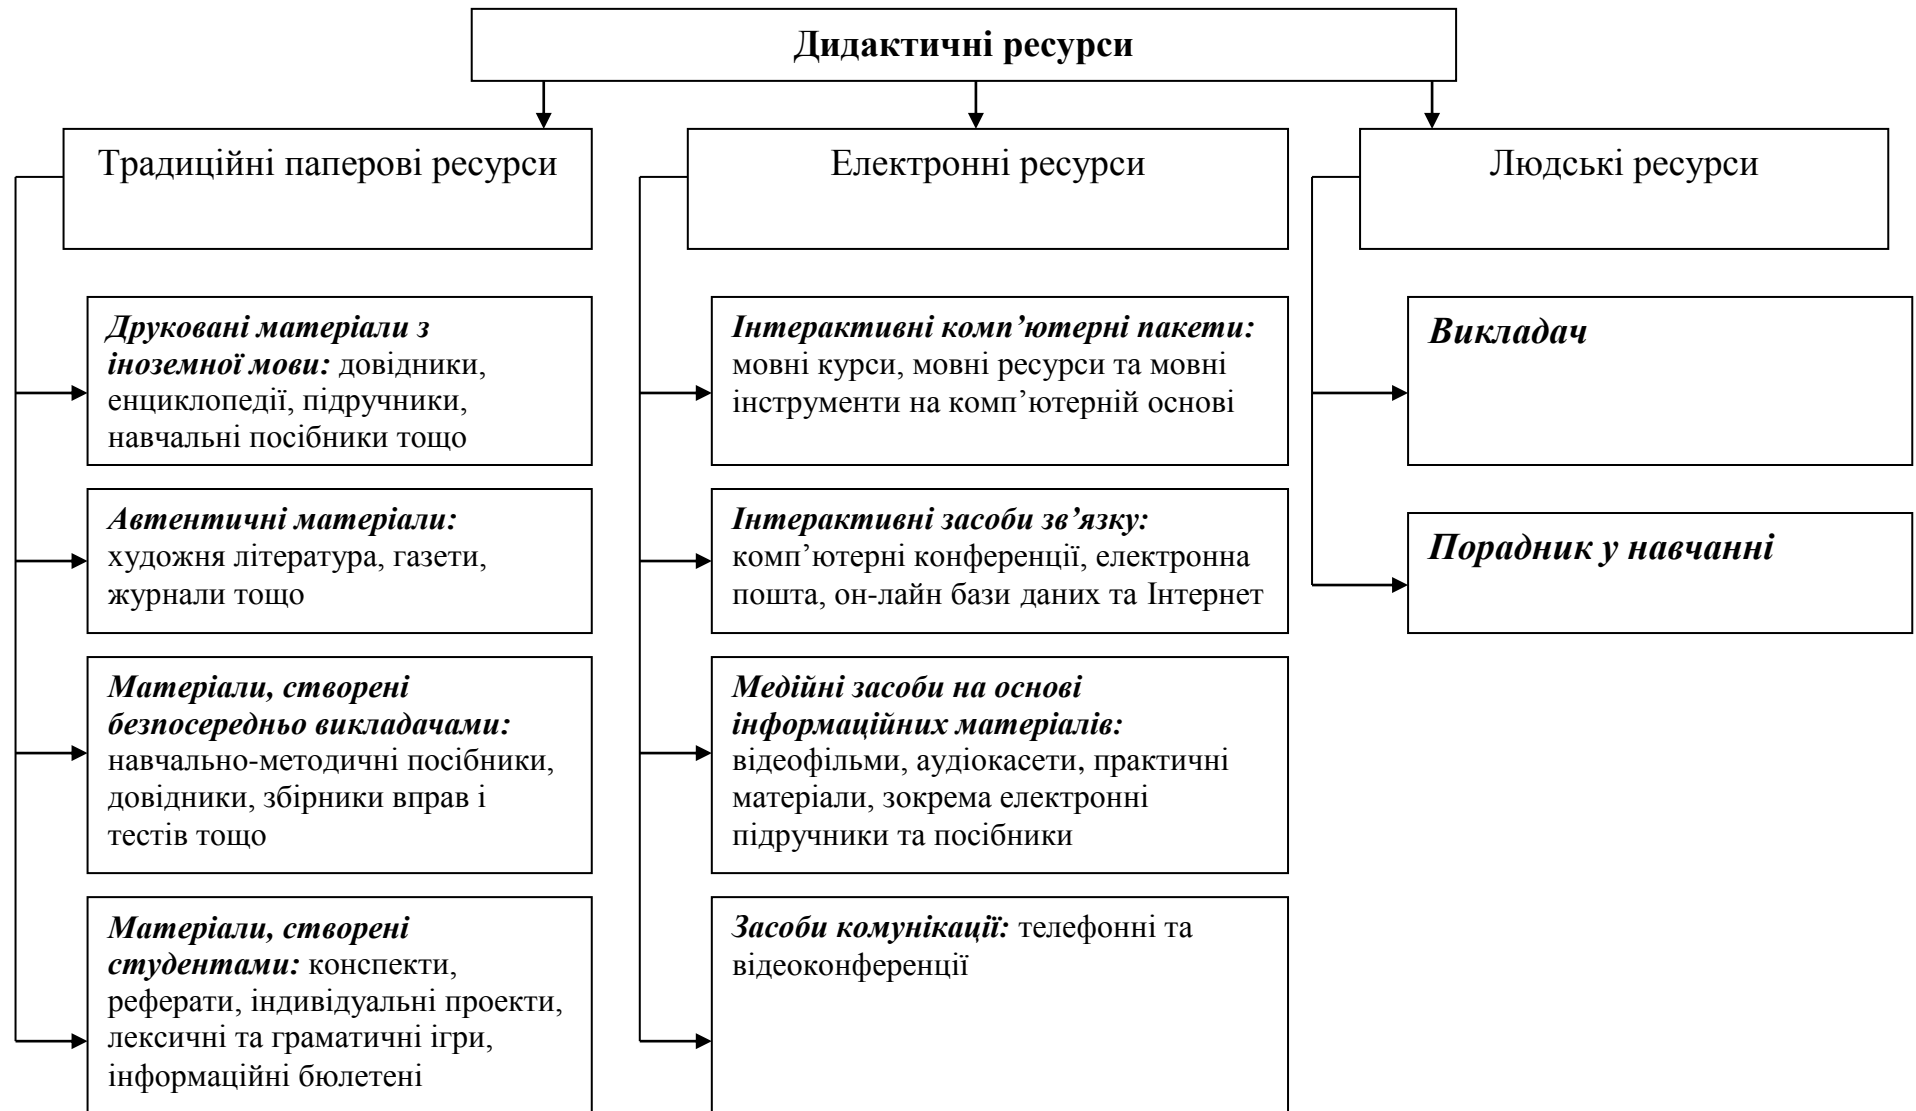 Дидактичні ресурси
Традиційні паперові ресурси
Друковані матеріали з
іноземної мови: довідники,
енциклопедії, підручники,
навчальні посібники тощо
Автентичні матеріали:
художня література, газети,
журнали тощо
Матеріали, створені
безпосередньо викладачами:
навчально-методичні посібники,
довідники, збірники вправ і
тестів тощо
Матеріали, створені
студентами: конспекти,
реферати, індивідуальні проекти,
лексичні та граматичні ігри,
інформаційні бюлетені
Електронні ресурси
Інтерактивні комп’ютерні пакети:
мовні курси, мовні ресурси та мовні
інструменти на комп’ютерній основі
Інтерактивні засоби зв’язку:
комп’ютерні конференції, електронна
пошта, он-лайн бази даних та Інтернет
Медійні засоби на основі
інформаційних матеріалів:
відеофільми, аудіокасети, практичні
матеріали, зокрема електронні
підручники та посібники
Засоби комунікації: телефонні та
відеоконференції
Людські ресурси
Викладач
Порадник у навчанні